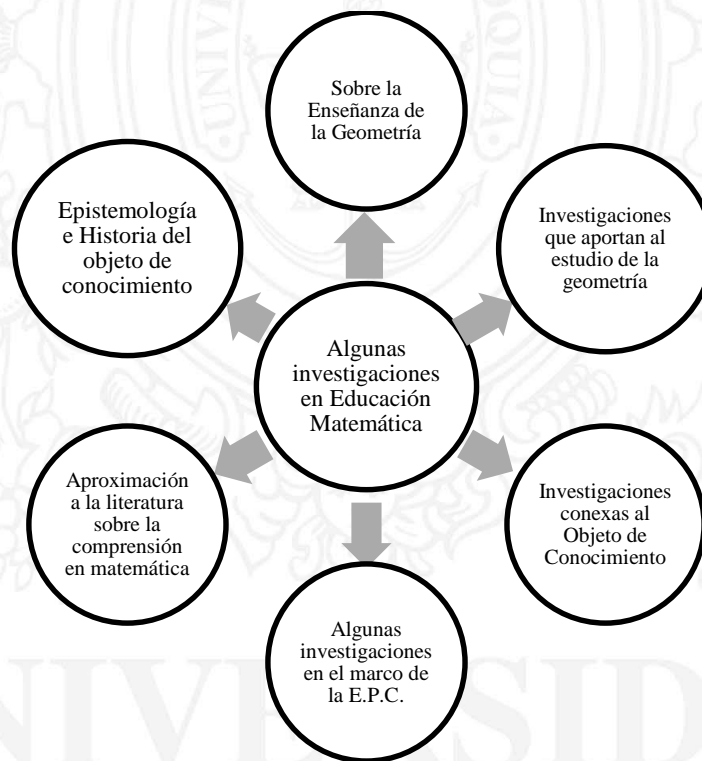 Sobre la
Enseñanza de
la Geometría
Epistemología
e Historia del
objeto de
conocimiento
Investigaciones
que aportan al
estudio de la
geometría
Algunas
investigaciones
en Educación
Matemática
Aproximación
a la literatura
sobre la
comprensión
en matemática
Investigaciones
conexas al
Objeto de
Conocimiento
Algunas
investigaciones
en el marco de
la E.P.C.